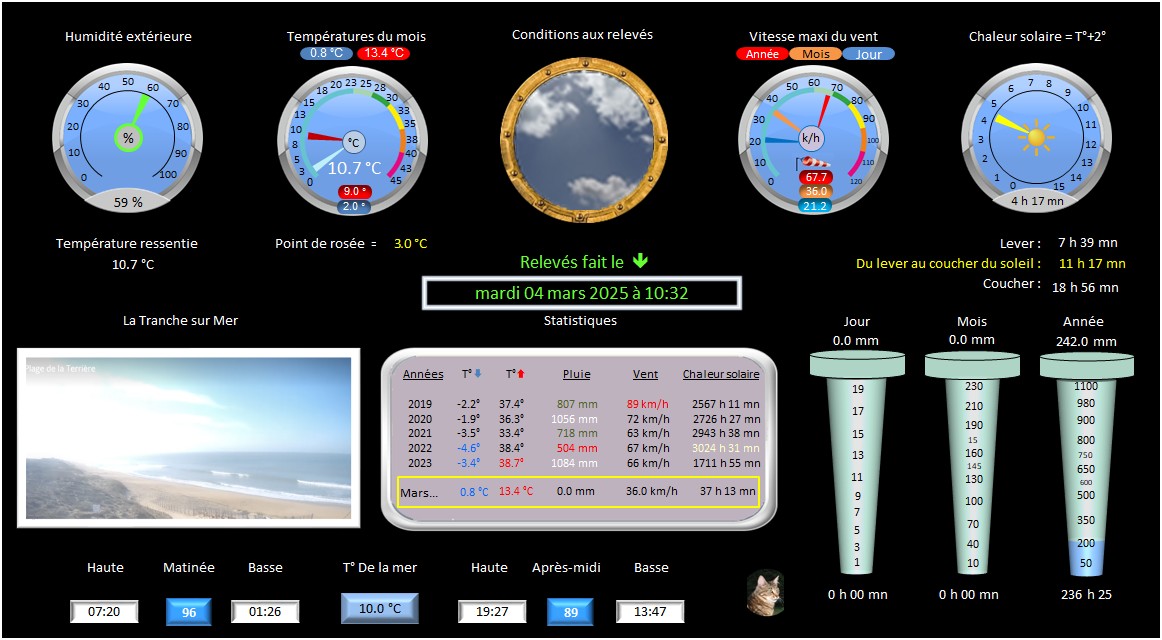 Humidité extérieure
Températures du mois
Conditions aux relevés
Vitesse maxi du vent
Chaleur solaire = T°+2°
0.8 °C 13.4 °C
Année Mois Jour
0 10 20 30 40 50 60 70 80 90 100
%
59 %
0 3 5 8 10 13 15 18 20 23 25 28 30 33 35 38 40 43 45
°C
10.7 °C
9.0 °
2.0 °
0 10 20 30 40 50 60 70 80 90 100 110 120
k/h
67.7
36.0
21.2
0 1 2 3 4 5 6 7 8 9 10 11 12 13 14 15
4 h 17 mn
Température ressentie
10.7 °C
Point de rosée = 3.0 °C
Lever : 7 h 39 mn
Du lever au coucher du soleil : 11 h 17 mn
Coucher : 18 h 56 mn
Relevés fait le
mardi 04 mars 2025 à 10:32
La Tranche sur Mer
Plage de la Terrière
Statistiques
Années T° T° Pluie Vent Chaleur solaire
2019 -2.2° 37.4° 807 mm 89 km/h 2567 h 11 mn
2020 -1.9° 36.3° 1056 mm 72 km/h 2726 h 27 mn
2021 -3.5° 33.4° 718 mm 63 km/h 2943 h 38 mn
2022 -4.6° 38.4° 504 mm 67 km/h 3024 h 31 mn
2023 -3.4° 38.7° 1084 mm 66 km/h 1711 h 55 mn
Mars... 0.8 °C 13.4 °C 0.0 mm 36.0 km/h 37 h 13 mn
Jour Mois Année
0.0 mm 0.0 mm 242.0 mm
19
17
15
13
11
9
7
5
3
1
230
210
190
15
160
145
130
100
70
40
10
1100
980
900
800
750
650
600
500
350
200
50
0 h 00 mn 0 h 00 mn 236 h 25
Haute Matinée Basse T° De la mer Haute Après-midi Basse
07:20 96 01:26 10.0 °C 19:27 89 13:47